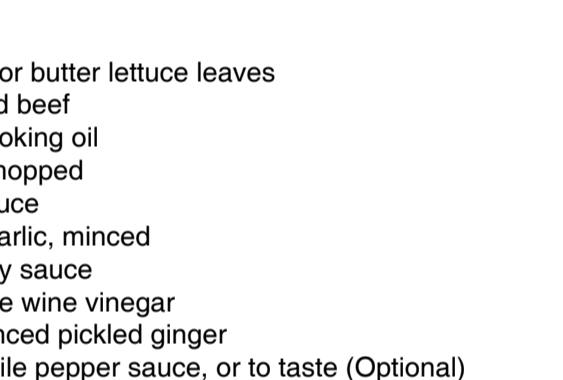 or butter lettuce leaves
beef
oking oil
hopped
uce
arlic, minced
y sauce
e wine vinegar
nced pickled ginger
ile pepper sauce, or to taste (Optional)